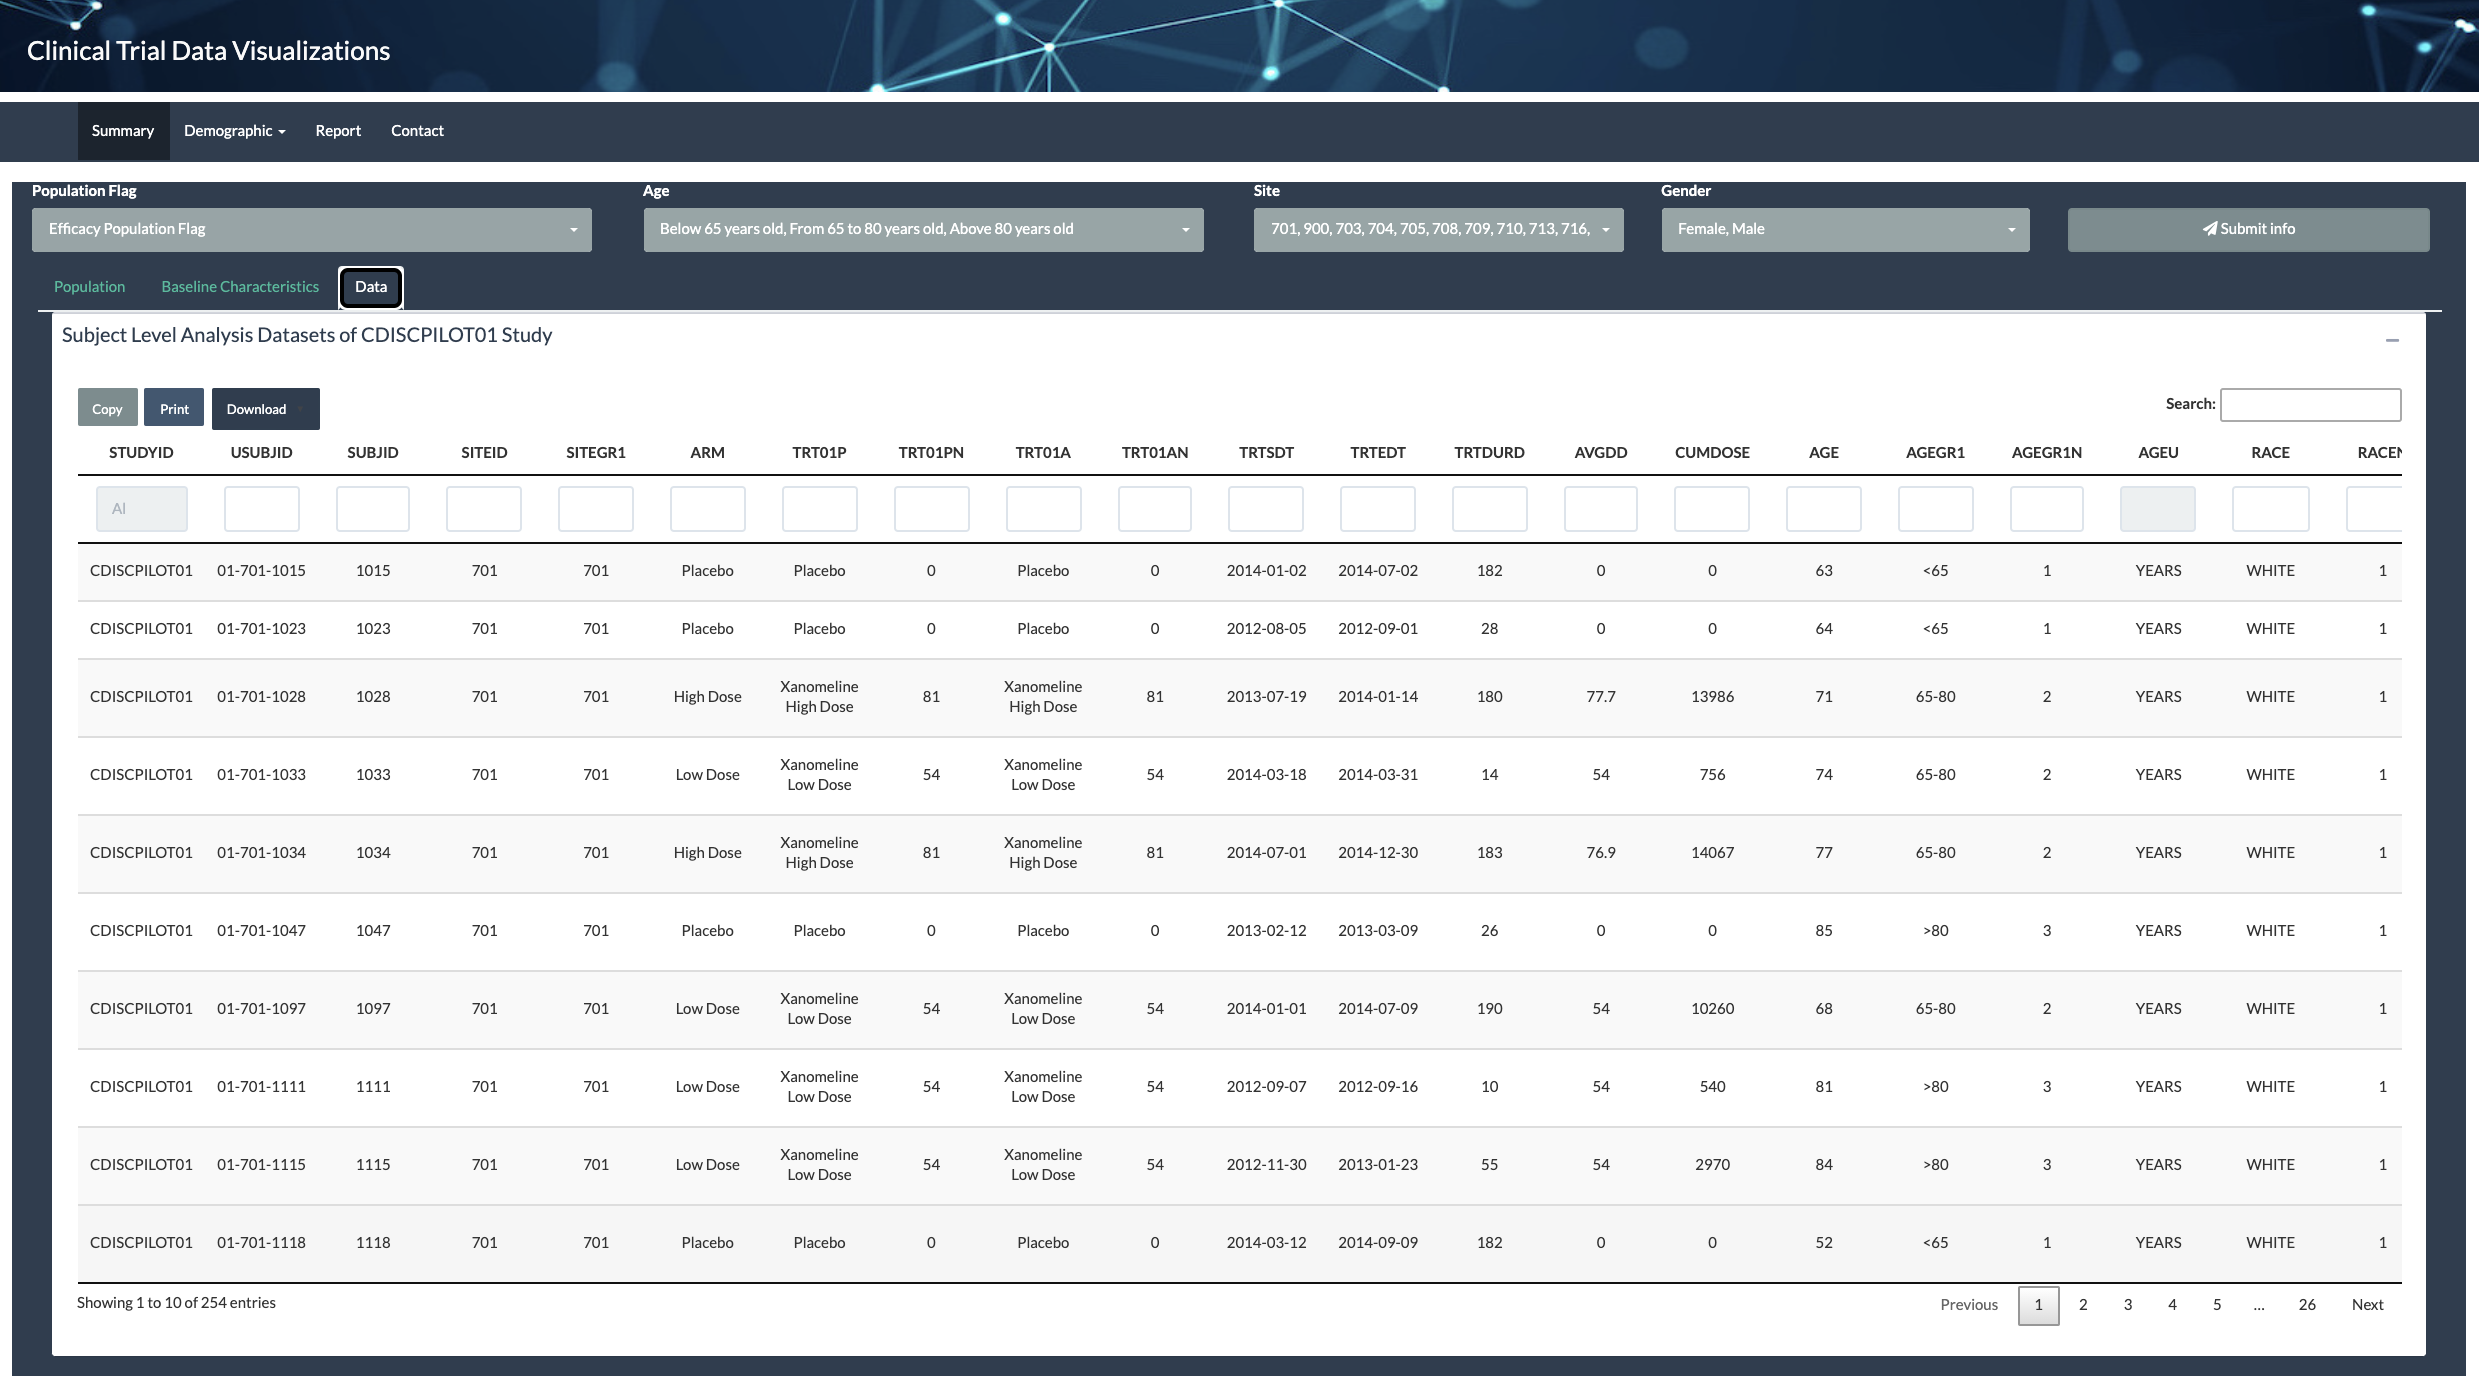 Clinical Trial Data Visualizations
Summary Demographic Report Contact
Population Flag Age Site Gender
Efficacy Population Flag Below 65 years old, From 65 to 80 years old, Above 80 years old 701, 900, 703, 704, 705, 708, 709, 710, 713, 716, Female, Male Submit info
Population Baseline Characteristics Data
Subject Level Analysis Datasets of CDISCPILOT01 Study
Copy Print Download Search:
STUDYID USUBJID SUBJID SITEID SITEGR1 ARM TRT01P TRT01PN TRT01A TRT01AN TRTSDT TRTEDT TRTDURD AVGDD CUMDOSE AGE AGEGR1 AGEGR1N AGEU RACE RACEN
Al
CDISCPILOT01 01-701-1015 1015 701 701 Placebo Placebo 0 Placebo 0 2014-01-02 2014-07-02 182 0 0 63 <65 1 YEARS WHITE 1
CDISCPILOT01 01-701-1023 1023 701 701 Placebo Placebo 0 Placebo 0 2012-08-05 2012-09-01 28 0 0 64 <65 1 YEARS WHITE 1
CDISCPILOT01 01-701-1028 1028 701 701 High Dose Xanomeline High Dose 81 Xanomeline High Dose 81 2013-07-19 2014-01-14 180 77.7 13986 71 65-80 2 YEARS WHITE 1
CDISCPILOT01 01-701-1033 1033 701 701 Low Dose Xanomeline Low Dose 54 Xanomeline Low Dose 54 2014-03-18 2014-03-31 14 54 756 74 65-80 2 YEARS WHITE 1
CDISCPILOT01 01-701-1034 1034 701 701 High Dose Xanomeline High Dose 81 Xanomeline High Dose 81 2014-07-01 2014-12-30 183 76.9 14067 77 65-80 2 YEARS WHITE 1
CDISCPILOT01 01-701-1047 1047 701 701 Placebo Placebo 0 Placebo 0 2013-02-12 2013-03-09 26 0 0 85 >80 3 YEARS WHITE 1
CDISCPILOT01 01-701-1097 1097 701 701 Low Dose Xanomeline Low Dose 54 Xanomeline Low Dose 54 2014-01-01 2014-07-09 190 54 10260 68 65-80 2 YEARS WHITE 1
CDISCPILOT01 01-701-1111 1111 701 701 Low Dose Xanomeline Low Dose 54 Xanomeline Low Dose 54 2012-09-07 2012-09-16 10 54 540 81 >80 3 YEARS WHITE 1
CDISCPILOT01 01-701-1115 1115 701 701 Low Dose Xanomeline Low Dose 54 Xanomeline Low Dose 54 2012-11-30 2013-01-23 55 54 2970 84 >80 3 YEARS WHITE 1
CDISCPILOT01 01-701-1118 1118 701 701 Placebo Placebo 0 Placebo 0 2014-03-12 2014-09-09 182 0 0 52 <65 1 YEARS WHITE 1
Showing 1 to 10 of 254 entries Previous 1 2 3 4 5 ... 26 Next